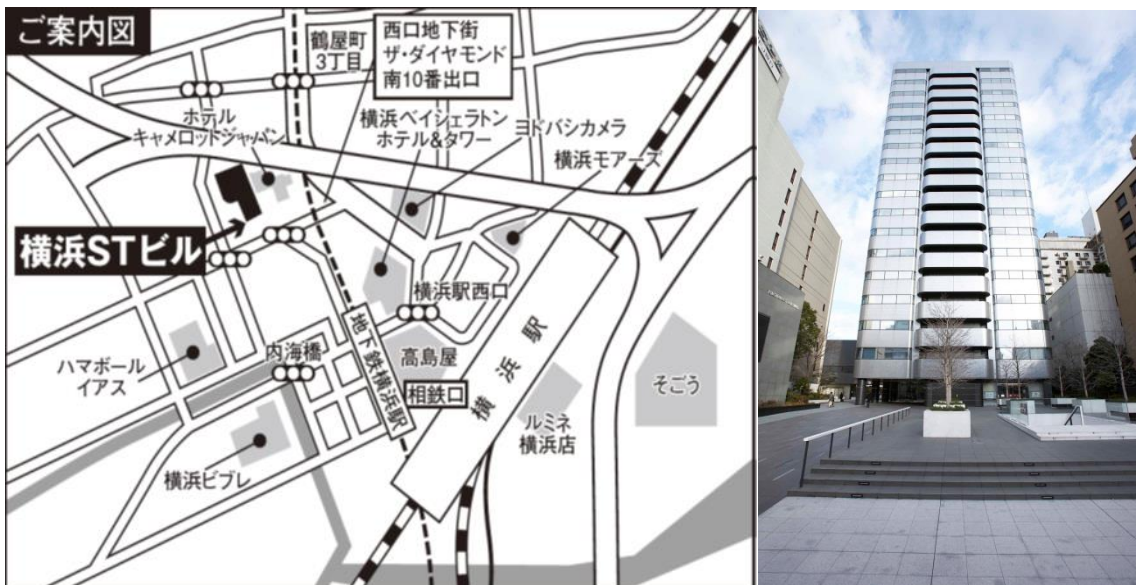 ご案内図
鶴屋町
3丁目
西口地下街
ザ・ダイヤモンド
南10番出口
ホテル
キャメロットジャパン
横浜ベイシェラトン
ホテル&タワー
ヨドバシカメラ
横浜モアーズ
横浜STビル
横浜駅西口
地下鉄横浜駅
横浜駅
高島屋
相鉄口
そごう
ルミネ
横浜店
ハマボール
イアス
内海橋
横浜ビブレ